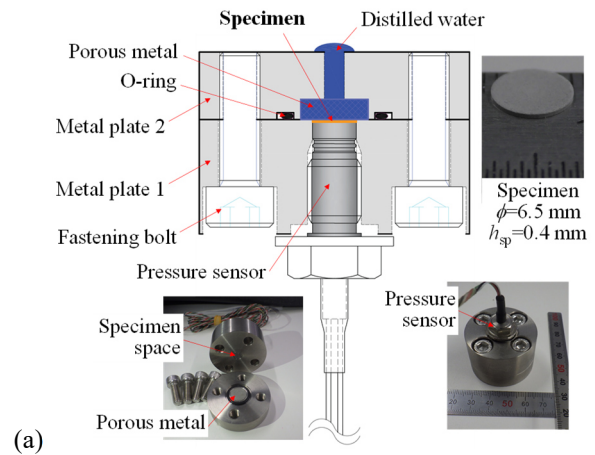 Specimen
Distilled water
Porous metal
O-ring
Metal plate 2
Metal plate 1
Fastening bolt
Pressure sensor
Specimen
ϕ=6.5 mm
hsp=0.4 mm
Specimen
space
Porous metal
Pressure
sensor
(a)